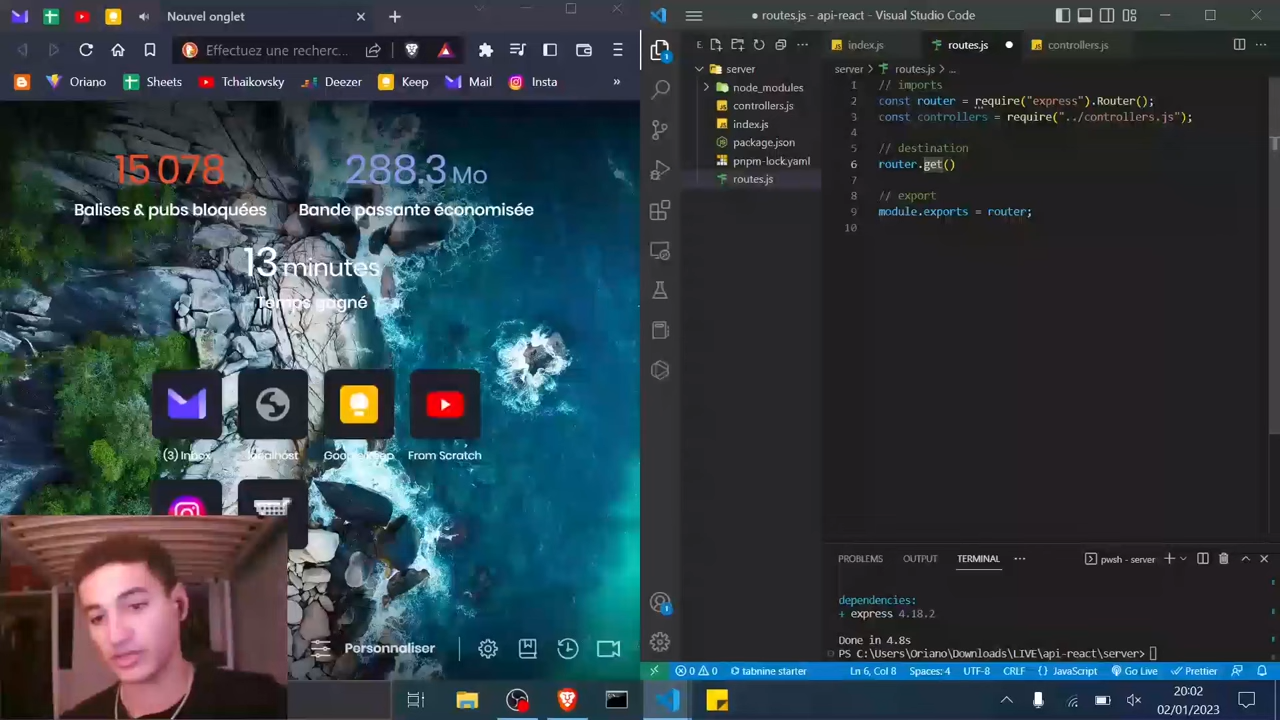 Nouvel onglet
Effectuez une recherc...
Oriano
Sheets
Tchaikovsky
Deezer
Keep
Mail
Insta
»
15 078
Balises & pubs bloquées
288.3 Mo
Bande passante économisée
13 minutes
Temps gagné
(3) Inbox
Google Keep
From Scratch
Personnaliser
● routes.js - api-react - Visual Studio Code
index.js
routes.js
controllers.js
server
node_modules
controllers.js
index.js
package.json
pnpm-lock.yaml
routes.js
server > routes.js > ...
1 // imports
2 const router = require("express").Router();
3 const controllers = require("../controllers.js");
4
5 // destination
6 router.get()
7
8 // export
9 module.exports = router;
10
PROBLEMS OUTPUT TERMINAL ... pwsh - server
dependencies:
+ express 4.18.2
Done in 4.8s
PS C:\Users\Oriano\Downloads\LIVE\api-react\server>
0 0 tabnine starter Ln 6, Col 8 Spaces: 4 UTF-8 CRLF {} JavaScript Go Live Prettier
20:02
02/01/2023